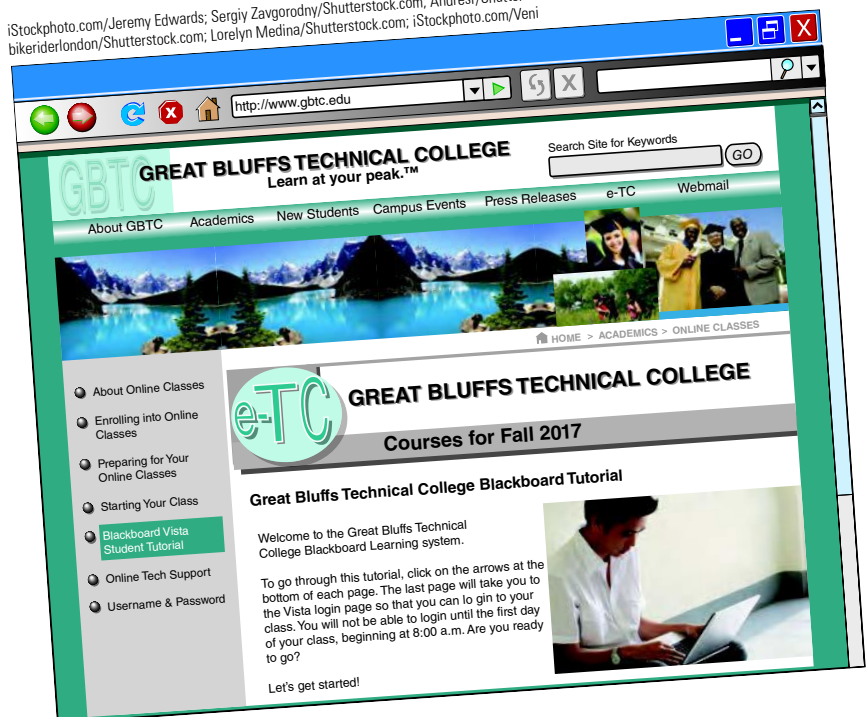 iStockphoto.com/Jeremy Edwards; Sergiy Zavgorodny/Shutterstock.com;
bikeriderlondon/Shutterstock.com; Lorelyn Medina/Shutterstock.com; iStockphoto.com/Veni
X
X
X
http://www.gbtc.edu
GBTC
GREAT BLUFFS TECHNICAL COLLEGE
Learn at your peak.™
Search Site for Keywords
GO
About GBTC Academics New Students Campus Events Press Releases e-TC Webmail
HOME > ACADEMICS > ONLINE CLASSES
About Online Classes
Enrolling into Online
Classes
Preparing for Your
Online Classes
Starting Your Class
Blackboard Vista
Student Tutorial
Online Tech Support
Username & Password
e-TC
GREAT BLUFFS TECHNICAL COLLEGE
Courses for Fall 2017
Great Bluffs Technical College Blackboard Tutorial
Welcome to the Great Bluffs Technical
College Blackboard Learning system.
To go through this tutorial, click on the arrows at the
bottom of each page. The last page will take you to
the Vista login page so that you can lo gin to your
class. You will not be able to login until the first day
of your class, beginning at 8:00 a.m. Are you ready
to go?
Let's get started!